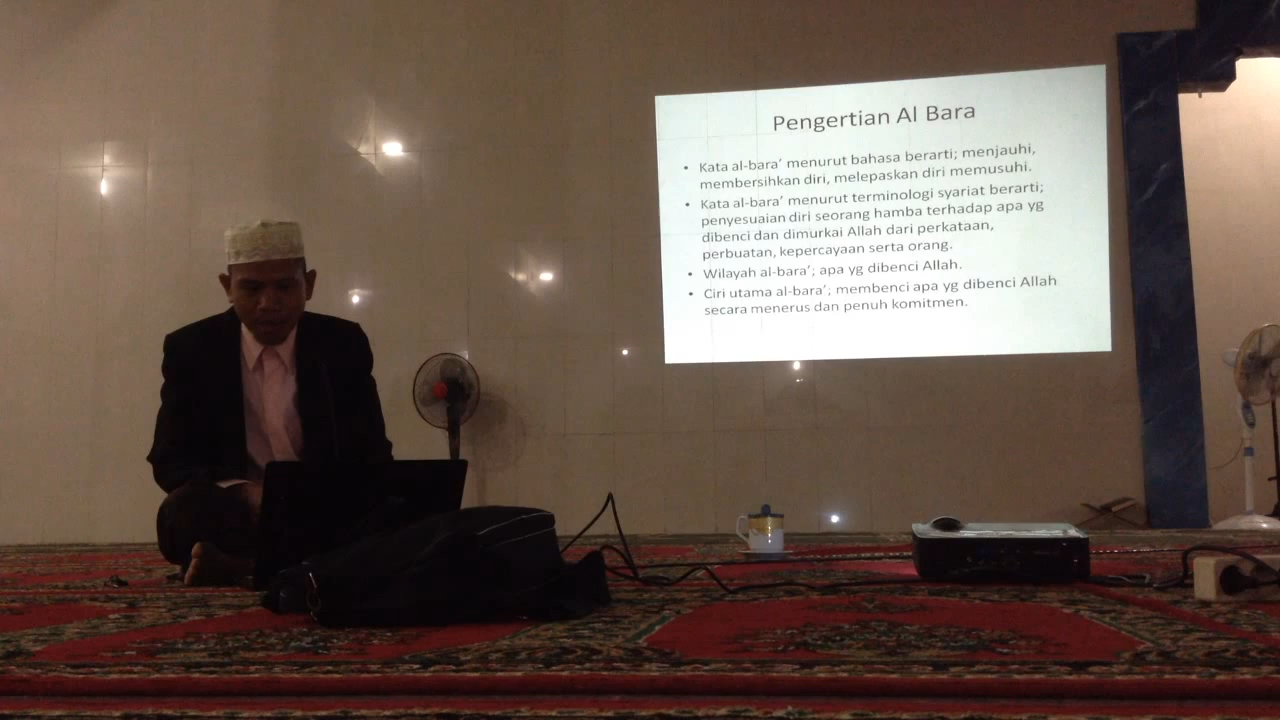 Pengertian Al Bara
• Kata al-bara’ menurut bahasa berarti; menjauhi,
membersihkan diri, melepaskan diri memusuhi.
• Kata al-bara’ menurut terminologi syariat berarti;
penyesuaian diri seorang hamba terhadap apa yg
dibenci dan dimurkai Allah dari perkataan,
perbuatan, kepercayaan serta orang.
• Wilayah al-bara’; apa yg dibenci Allah.
• Ciri utama al-bara’; membenci apa yg dibenci Allah
secara menerus dan penuh komitmen.